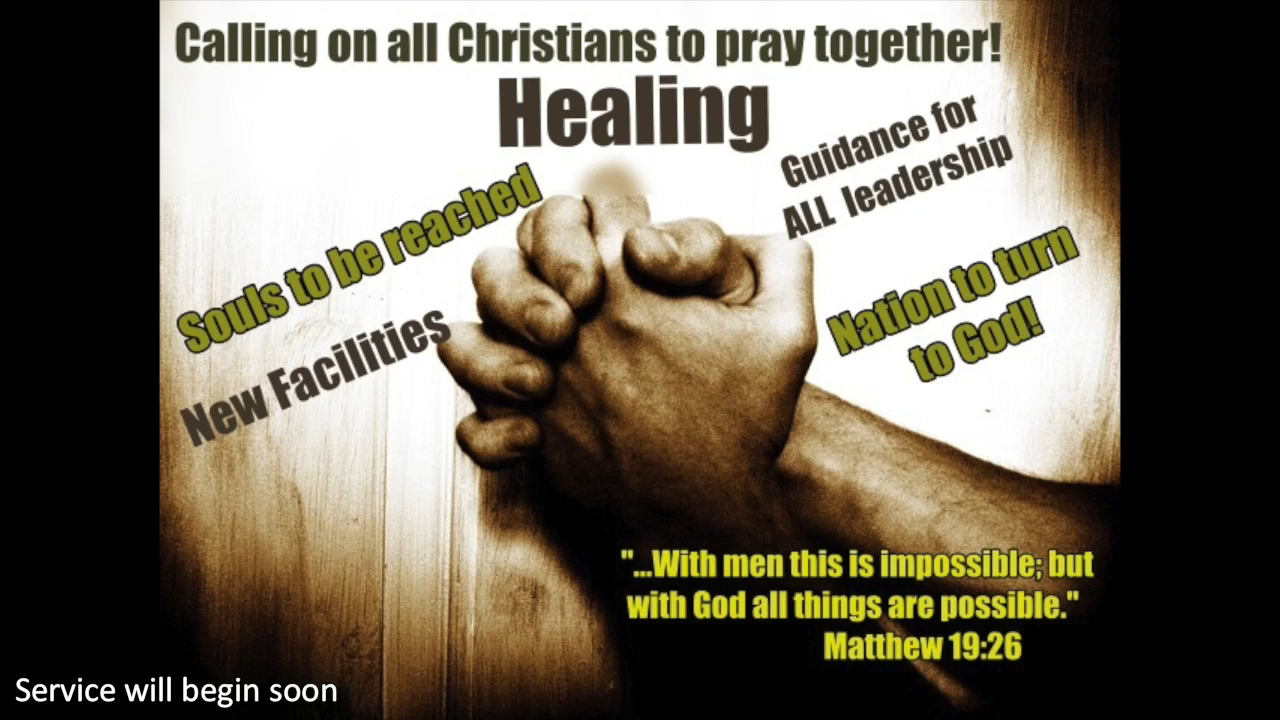 Calling on all Christians to pray together!
Healing
Guidance for
ALL leadership
Souls to be reached
Nation to turn
to God!
New Facilities
"...With men this is impossible; but
with God all things are possible."
Matthew 19:26
Service will begin soon